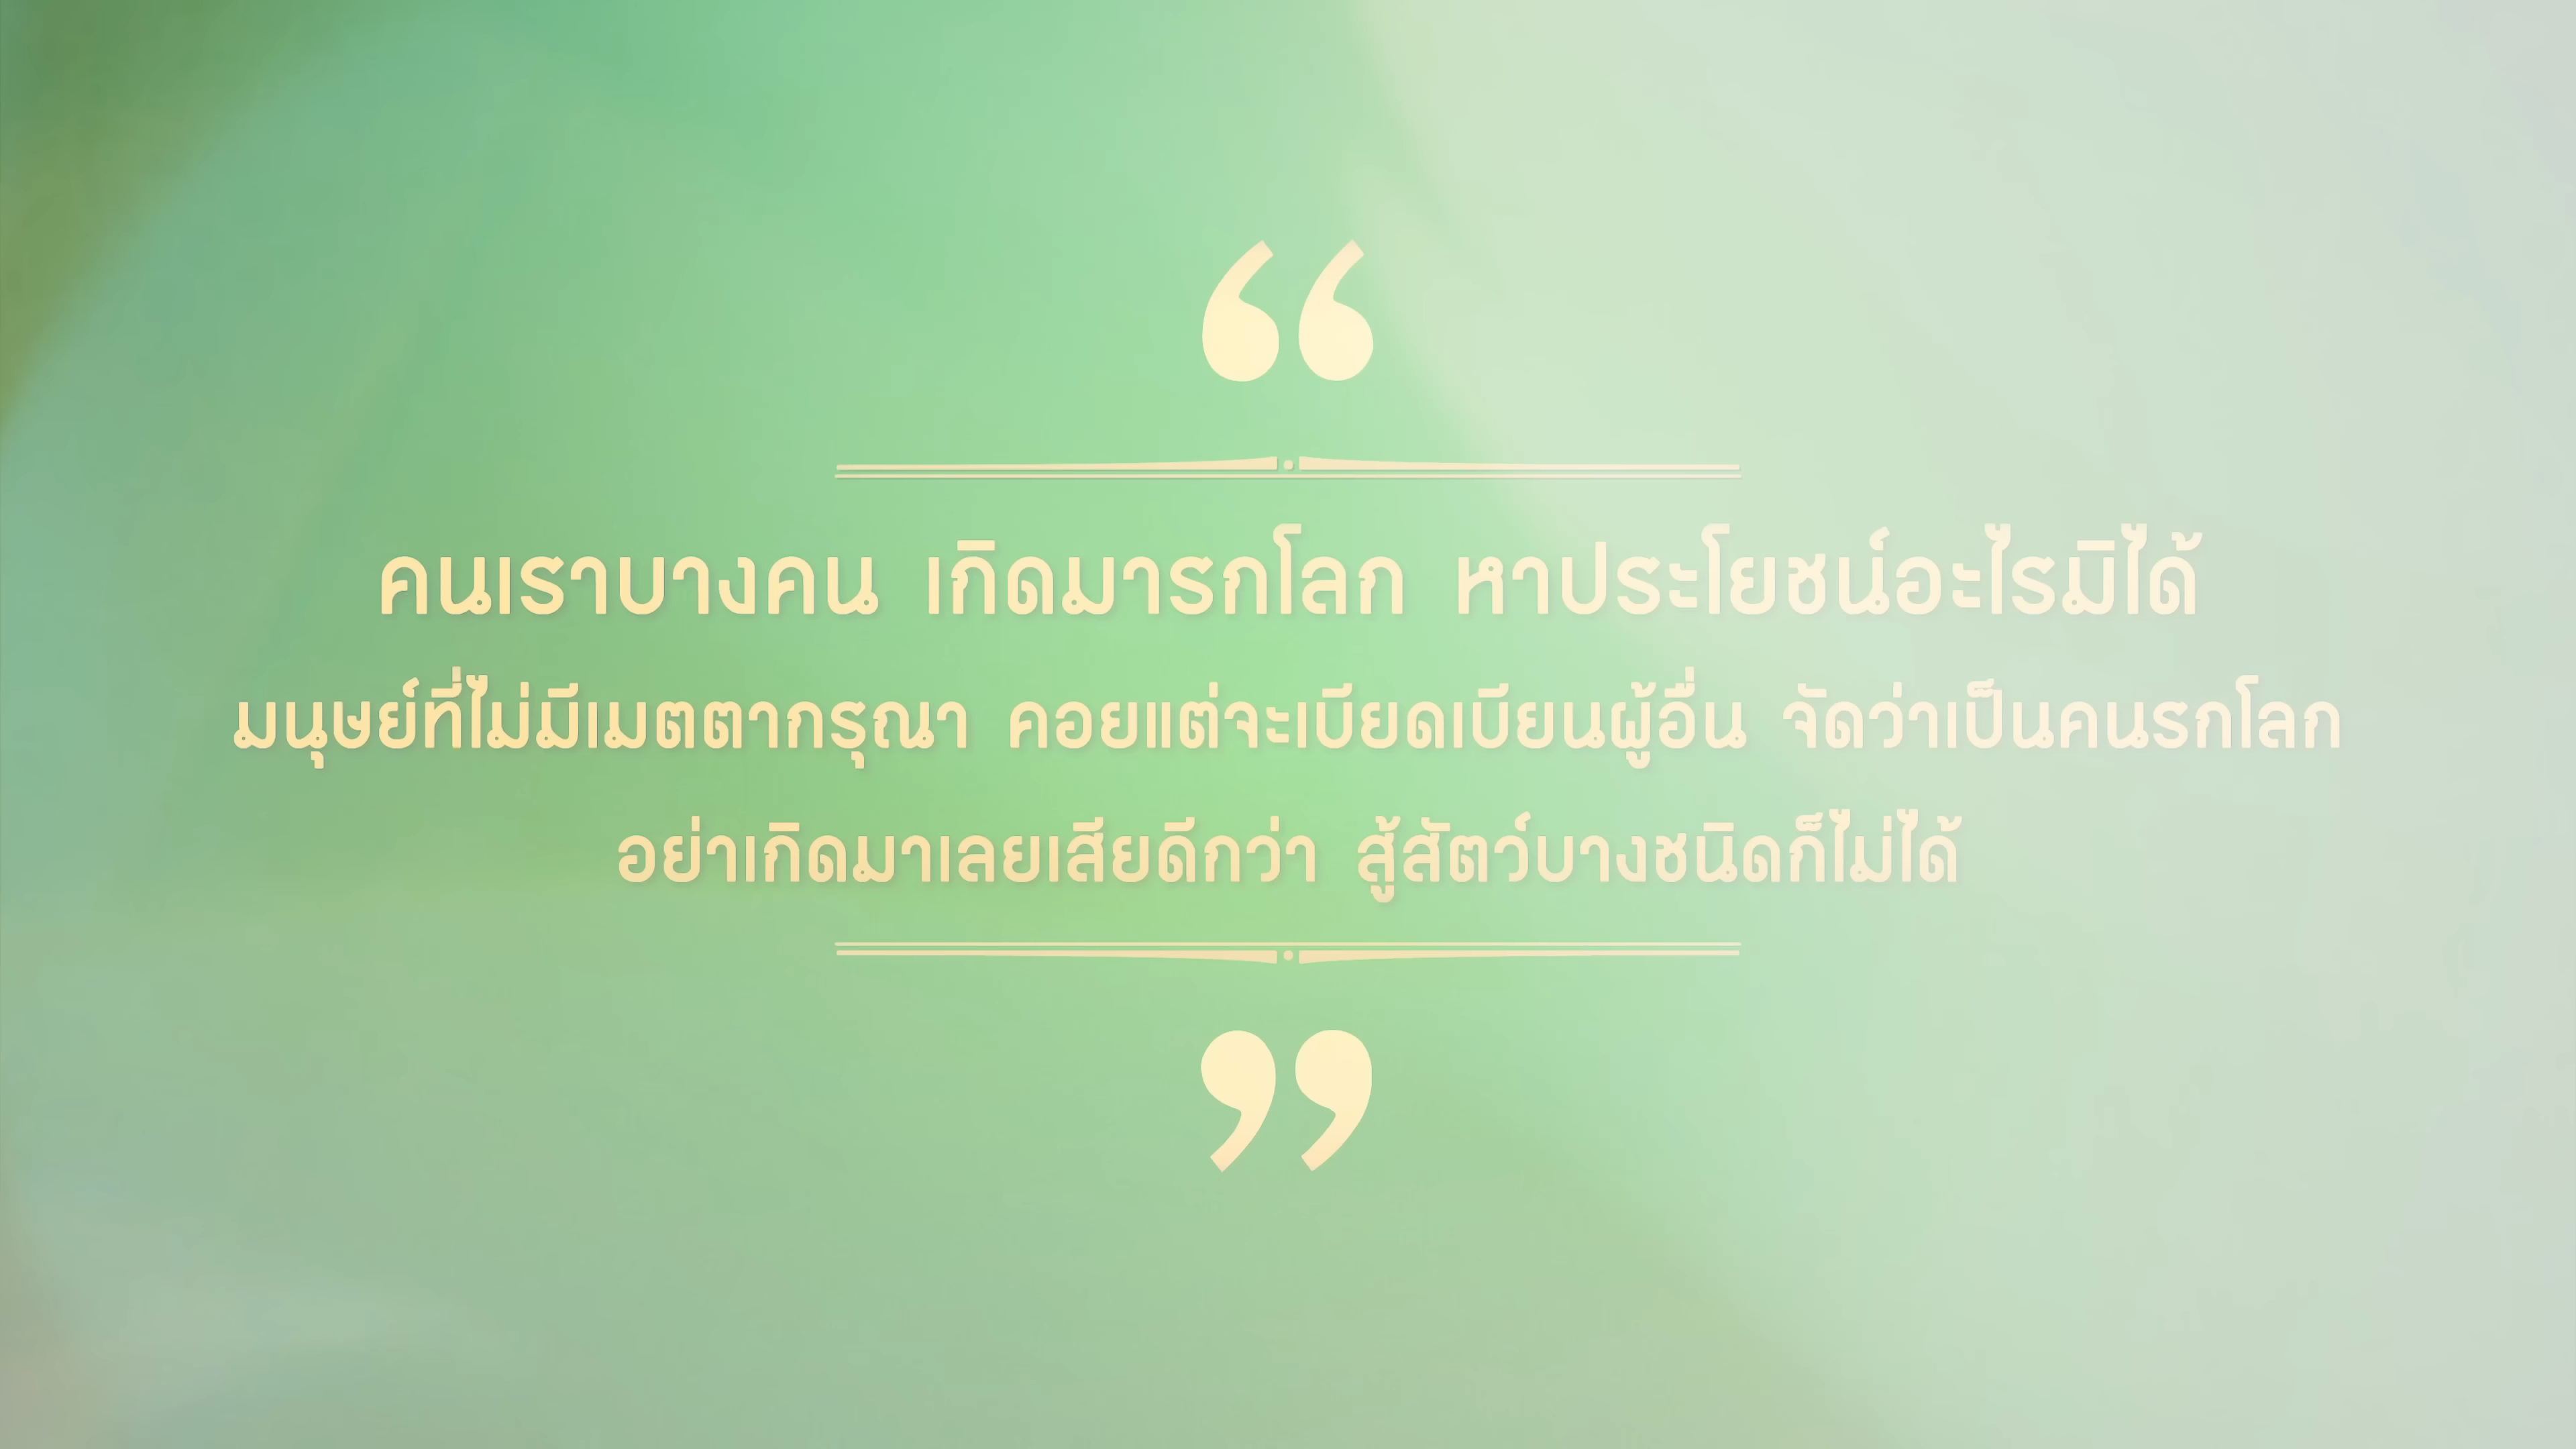 “
คนเราบางคน เกิดมารกโลก หาประโยชน์อะไรมิได้
มนุษย์ที่ไม่มีเมตตากรุณา คอยแต่จะเบียดเบียนผู้อื่น จัดว่าเป็นคนรกโลก
อย่าเกิดมาเลยเสียดีกว่า สู้สัตว์บางชนิดก็ไม่ได้
”